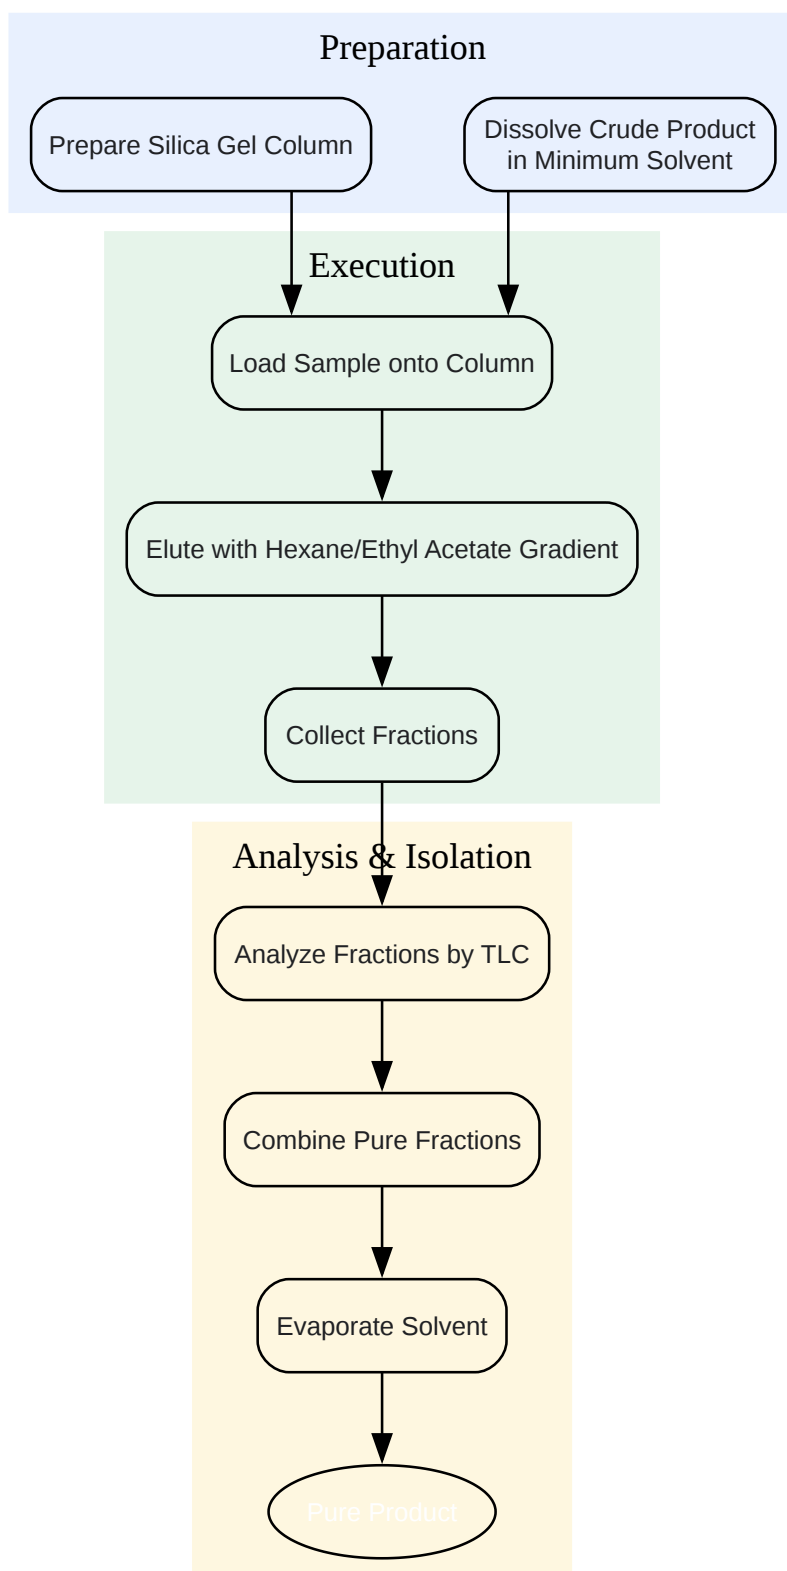 Preparation
Prepare Silica Gel Column
Dissolve Crude Product
in Minimum Solvent
Execution
Load Sample onto Column
Elute with Hexane/Ethyl Acetate Gradient
Collect Fractions
Analysis & Isolation
Analyze Fractions by TLC
Combine Pure Fractions
Evaporate Solvent
Pure Product